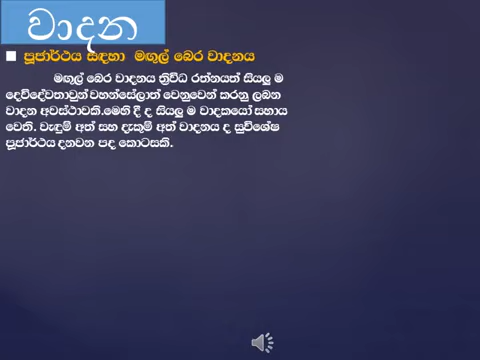 වාදන
පූජාර්ථය සඳහා මඟුල් බෙර වාදනය
මඟුල් බෙර වාදනය ත්‍රිවිධ රත්නයත් සියලු ම
දෙවිදේවතාවුන් වහන්සේලාත් වෙනුවෙන් කරනු ලබන
වාදන අවස්ථාවකි.මෙහි දී ද සියලු ම වාදකයෝ සහාය
වෙති. වැඳුම් අත් සහ දැකුම් අත් වාදනය ද සුවිශේෂ
පූජාර්ථය දනවන පද කොටසකි.